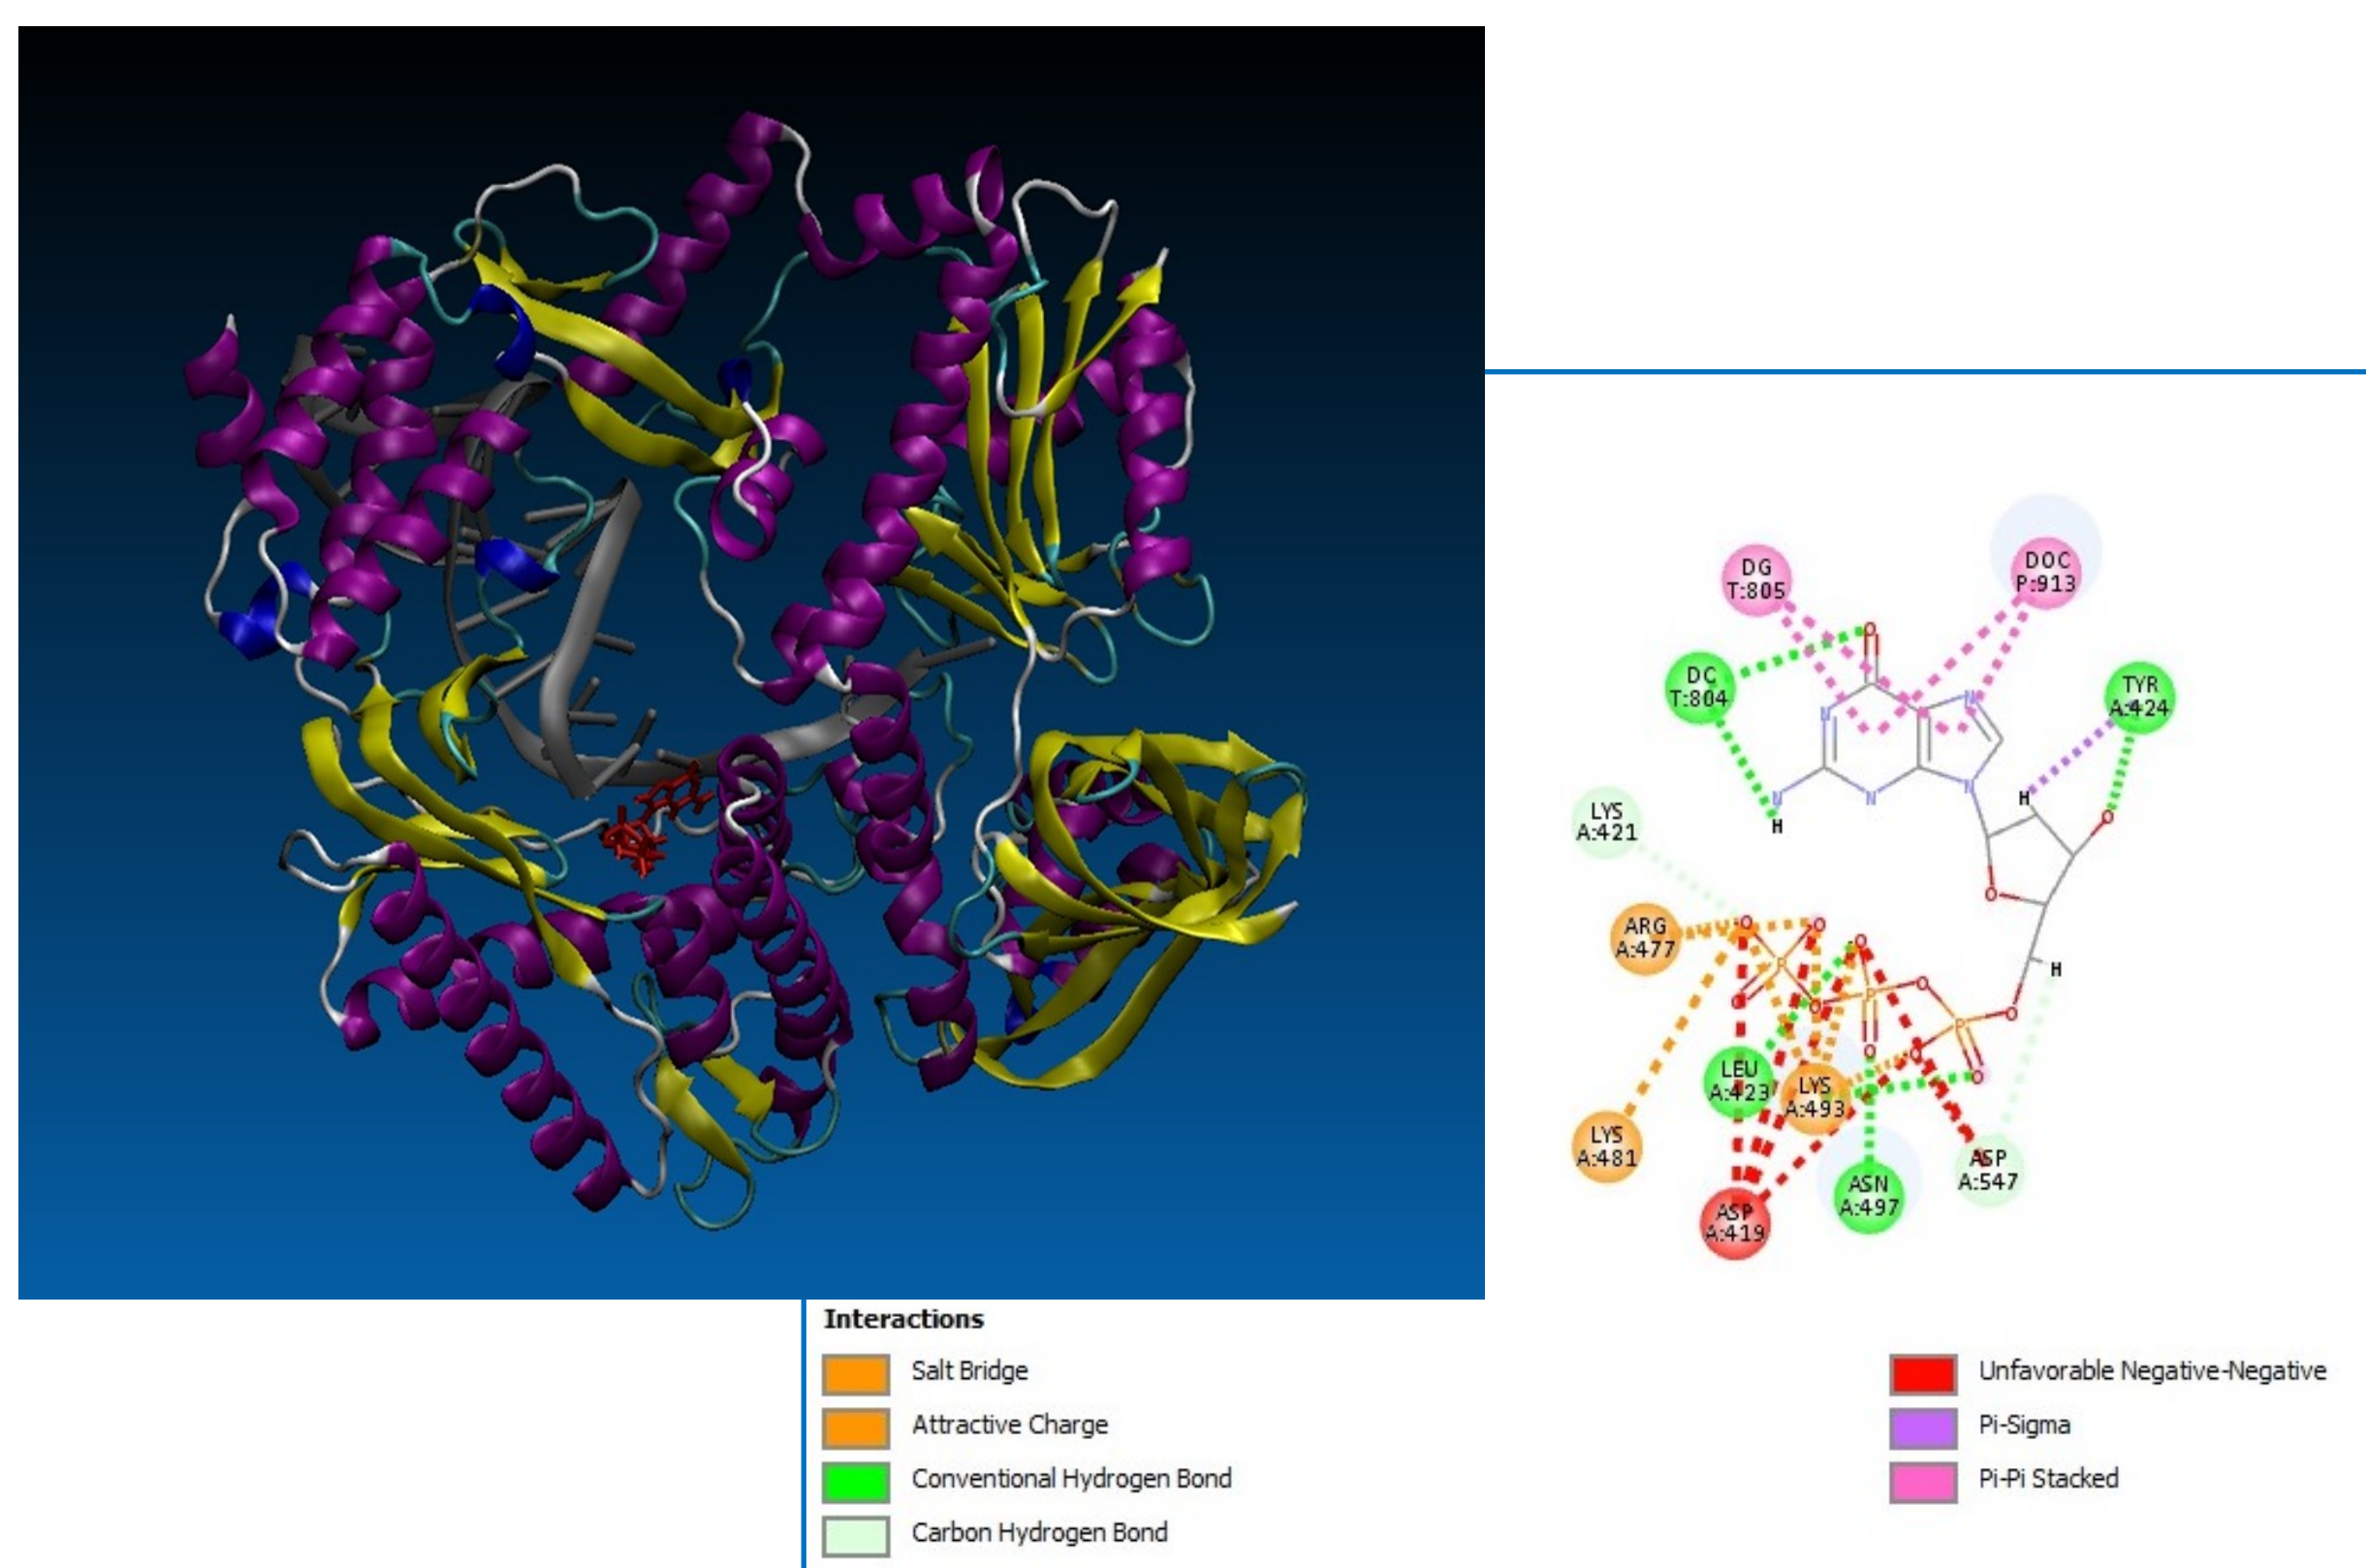 DG
T:805
DOC
P:913
O
DC
T:804
TYR
A:424
N
N
H
N
N
N
H
O
LYS
A:421
O
ARG
A:477
O
O
O
P
H
O
O
P
O
O
P
O
O
O
LEU
A:423
LYS
A:493
LYS
A:481
ASP
A:547
ASN
A:497
ASP
A:419
Interactions
Salt Bridge
Attractive Charge
Conventional Hydrogen Bond
Carbon Hydrogen Bond
Unfavorable Negative-Negative
Pi-Sigma
Pi-Pi Stacked